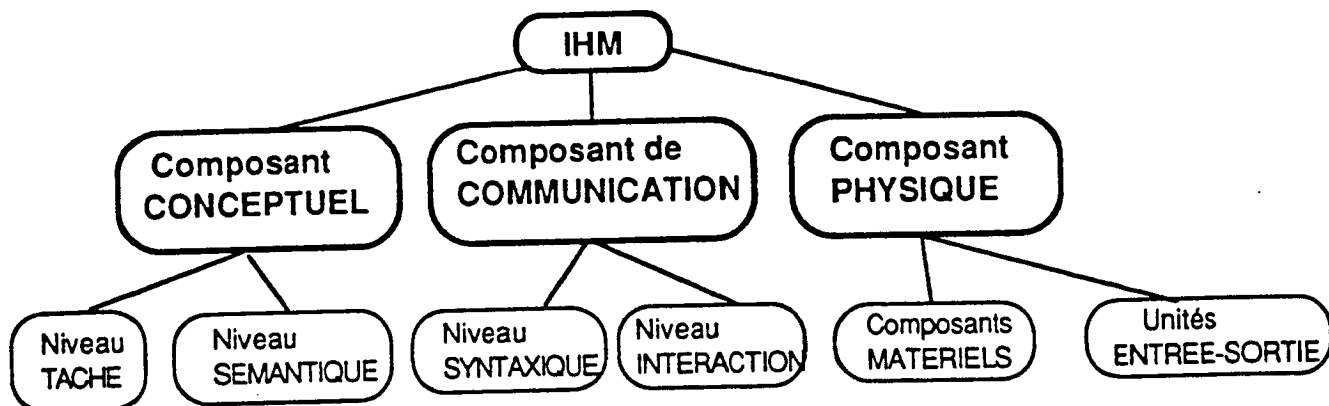 IHM
Composant
CONCEPTUEL
Composant de
COMMUNICATION
Composant
PHYSIQUE
Niveau
TACHE
Niveau
SEMANTIQUE
Niveau
SYNTAXIQUE
Niveau
INTERACTION
Composants
MATERIELS
Unités
ENTREE-SORTIE